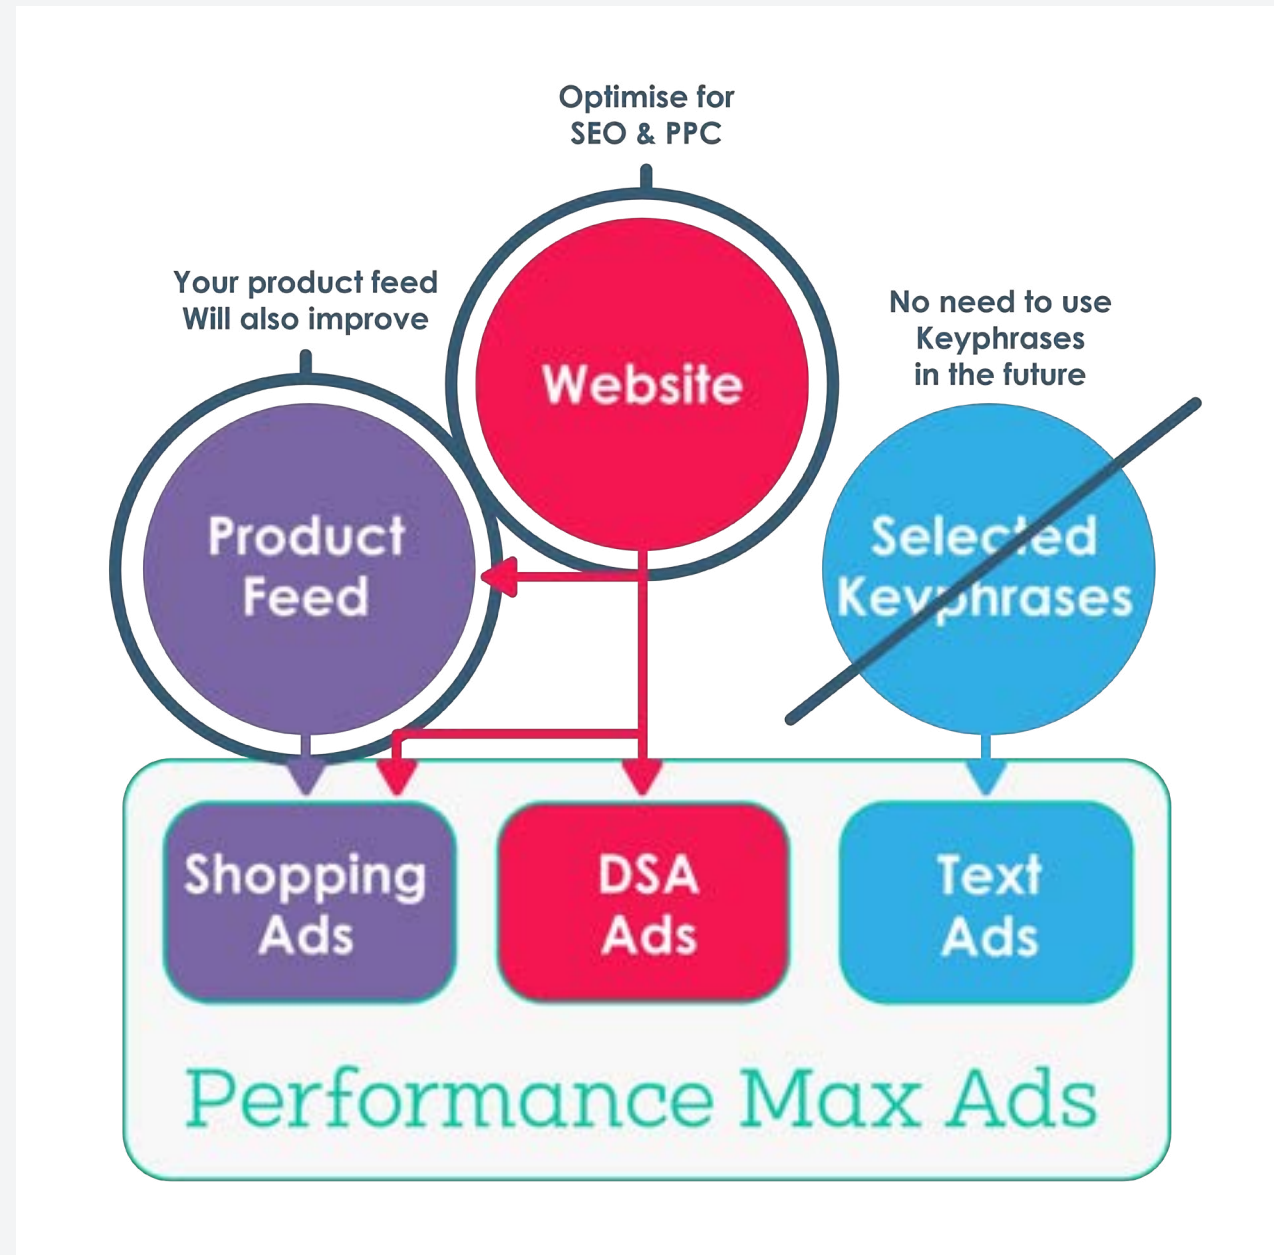 Optimise for
SEO & PPC
Your product feed
Will also improve
No need to use
Keyphrases
in the future
Website
Product
Feed
Selected
Keyphrases
Shopping
Ads
DSA
Ads
Text
Ads
Performance Max Ads